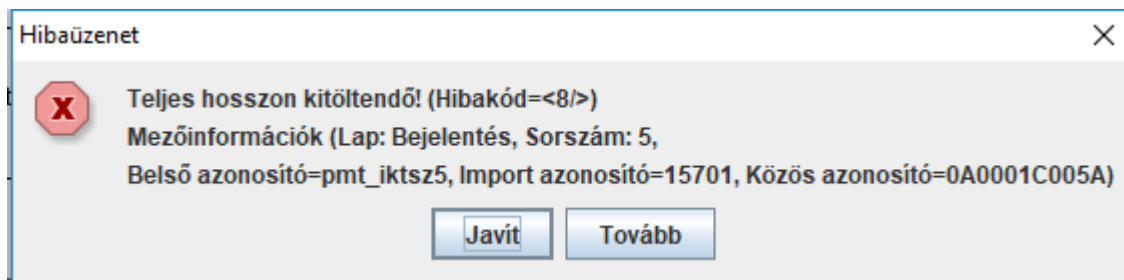 Hibaüzenet
Teljes hosszon kitöltendő! (Hibakód=<8/>)
Mezőinformációk (Lap: Bejelentés, Sorszám: 5,
Belső azonosító=pmt_iktsz5, Import azonosító=15701, Közös azonosító=0A0001C005A)
Javít Tovább